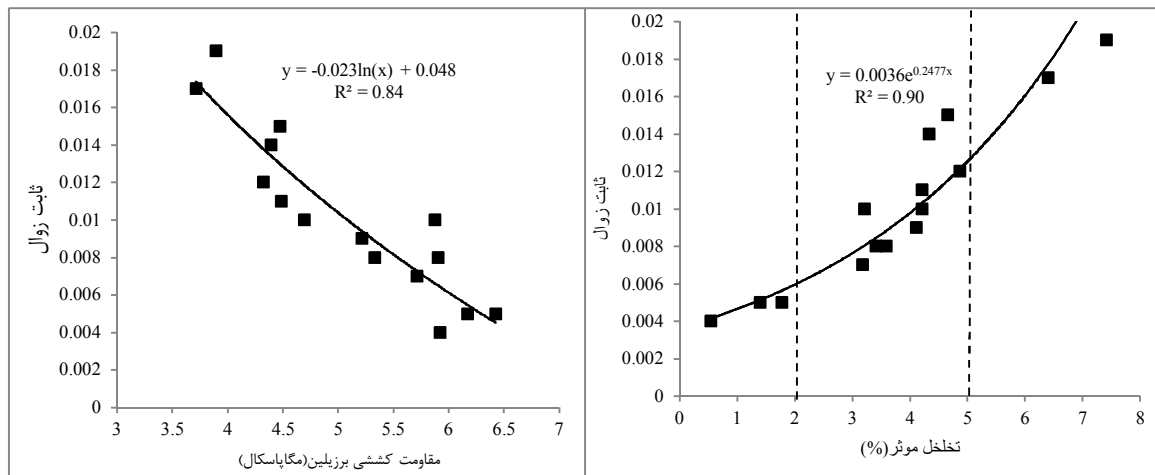 0.02
0.018
0.016
0.014
0.012
0.01
0.008
0.006
0.004
0.002
0
3 3.5 4 4.5 5 5.5 6 6.5 7
y = -0.023ln(x) + 0.048
R² = 0.84
ثابت زوال
مقاومت کششی برزیلین(مگاپاسکال)
0.02
0.018
0.016
0.014
0.012
0.01
0.008
0.006
0.004
0.002
0
0 1 2 3 4 5 6 7 8
y = 0.0036e^0.2477x
R² = 0.90
ثابت زوال
تخلخل موثر(%)